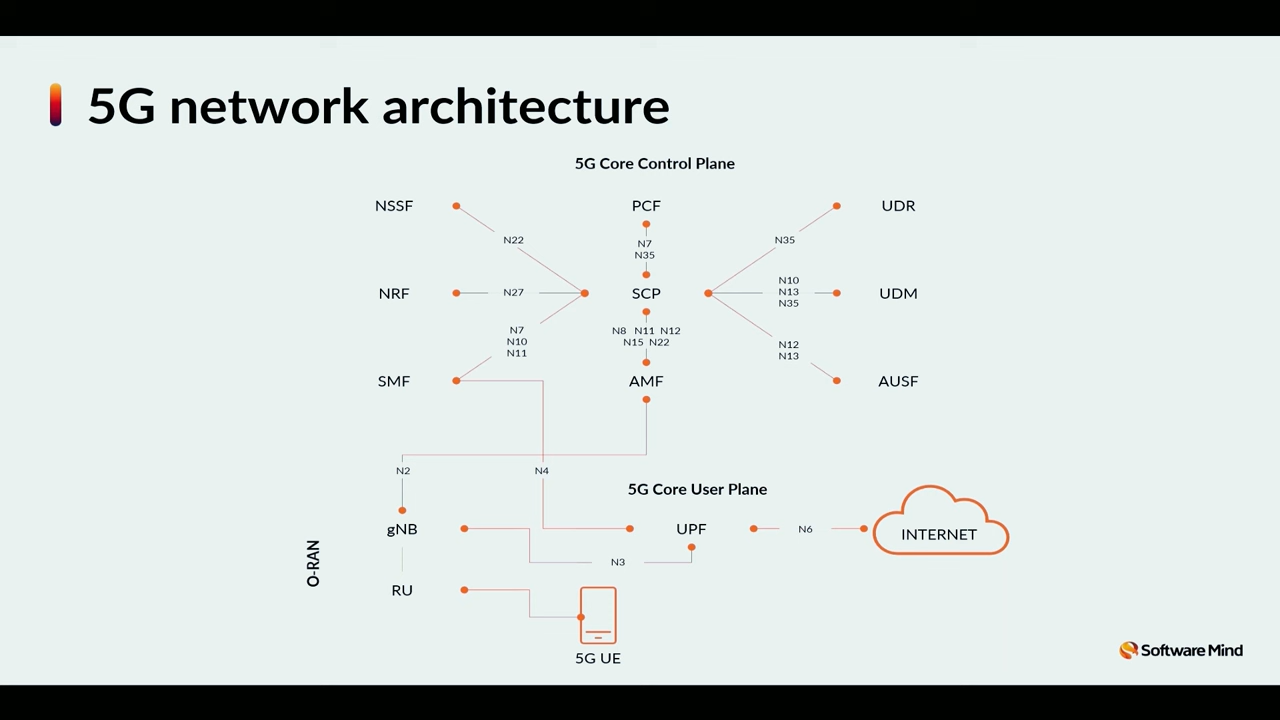 5G network architecture
5G Core Control Plane
NSSF
PCF
UDR
N22
N7
N35
N35
NRF
N27
SCP
N10
N13
N35
UDM
N7
N10
N11
N8 N11 N12
N15 N22
N12
N13
SMF
AMF
AUSF
N2
N4
5G Core User Plane
gNB
UPF
N6
INTERNET
O-RAN
N3
RU
5G UE
Software Mind